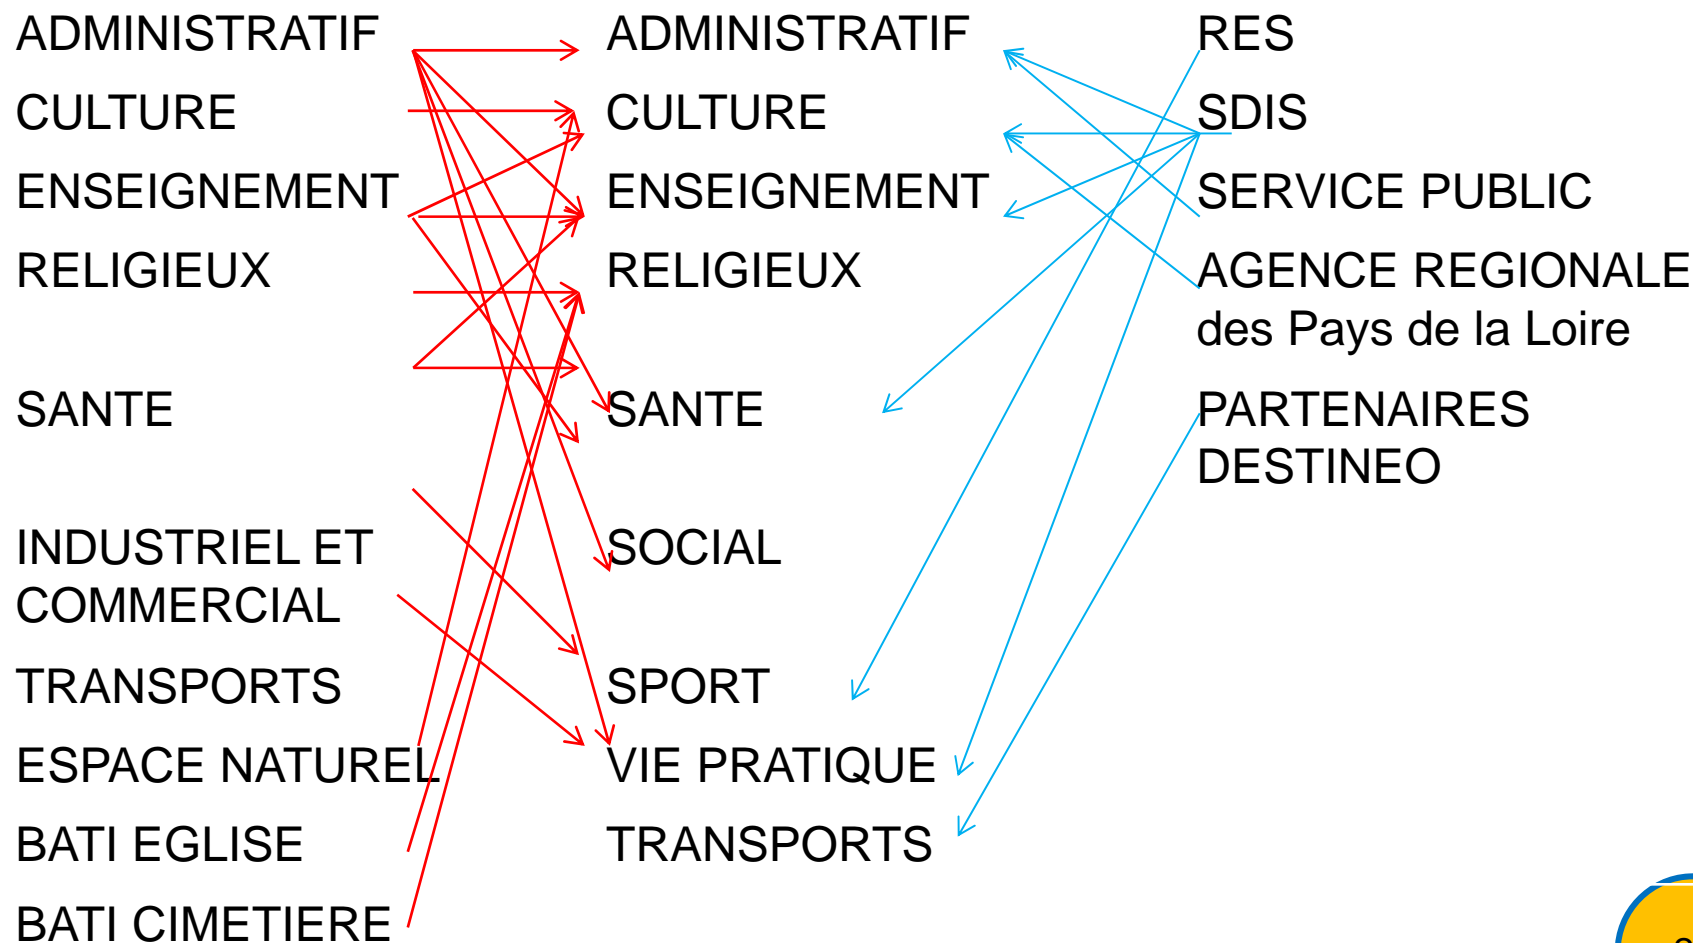 ADMINISTRATIF
CULTURE
ENSEIGNEMENT
RELIGIEUX
SANTE
INDUSTRIEL ET
COMMERCIAL
TRANSPORTS
ESPACE NATUREL
BATI EGLISE
BATI CIMETIERE
ADMINISTRATIF
CULTURE
ENSEIGNEMENT
RELIGIEUX
SANTE
SOCIAL
SPORT
VIE PRATIQUE
TRANSPORTS
RES
SDIS
SERVICE PUBLIC
AGENCE REGIONALE
des Pays de la Loire
PARTENAIRES
DESTINEO